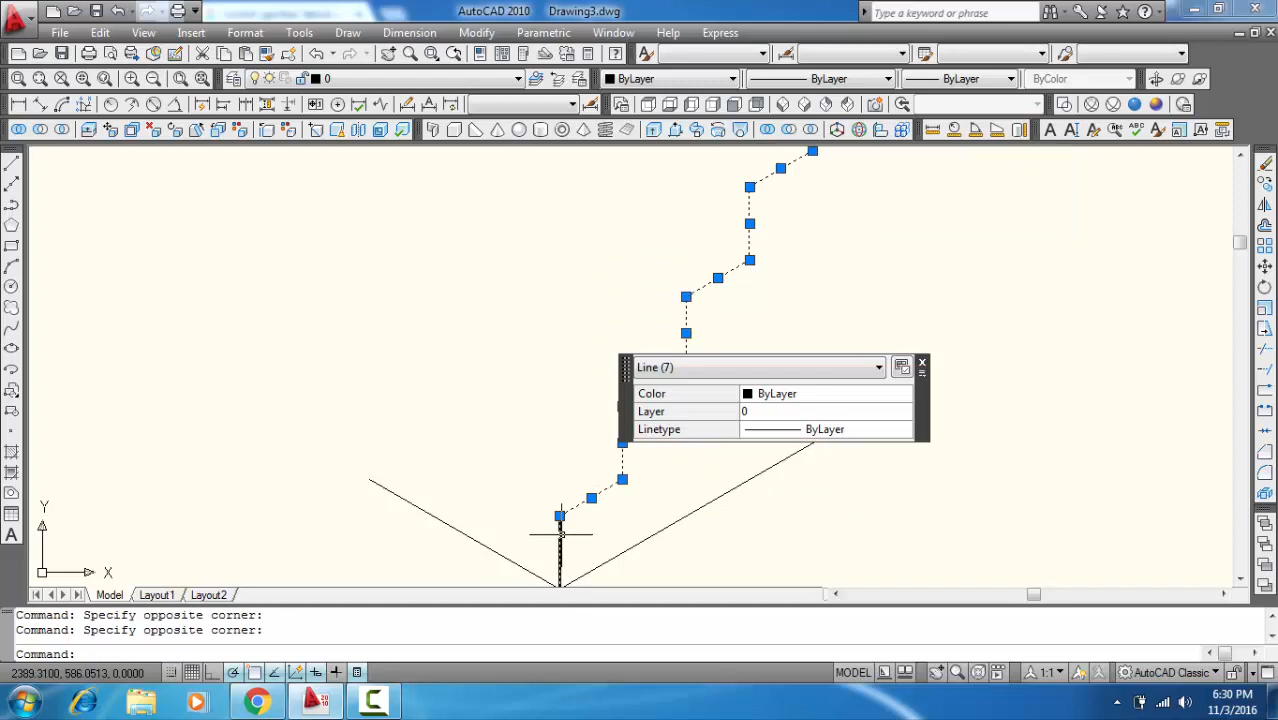 AutoCAD 2010 Drawing3.dwg
Type a keyword or phrase
File Edit View Insert Format Tools Draw Dimension Modify Parametric Window Help Express
0
ByLayer ByLayer ByLayer ByColor
Line (7)
Color ByLayer
Layer 0
Linetype ByLayer
Y
X
Model Layout1 Layout2
Command: Specify opposite corner:
Command: Specify opposite corner:
Command:
2389.3100, 586.0513, 0.0000 MODEL 1:1 AutoCAD Classic
6:30 PM
11/3/2016